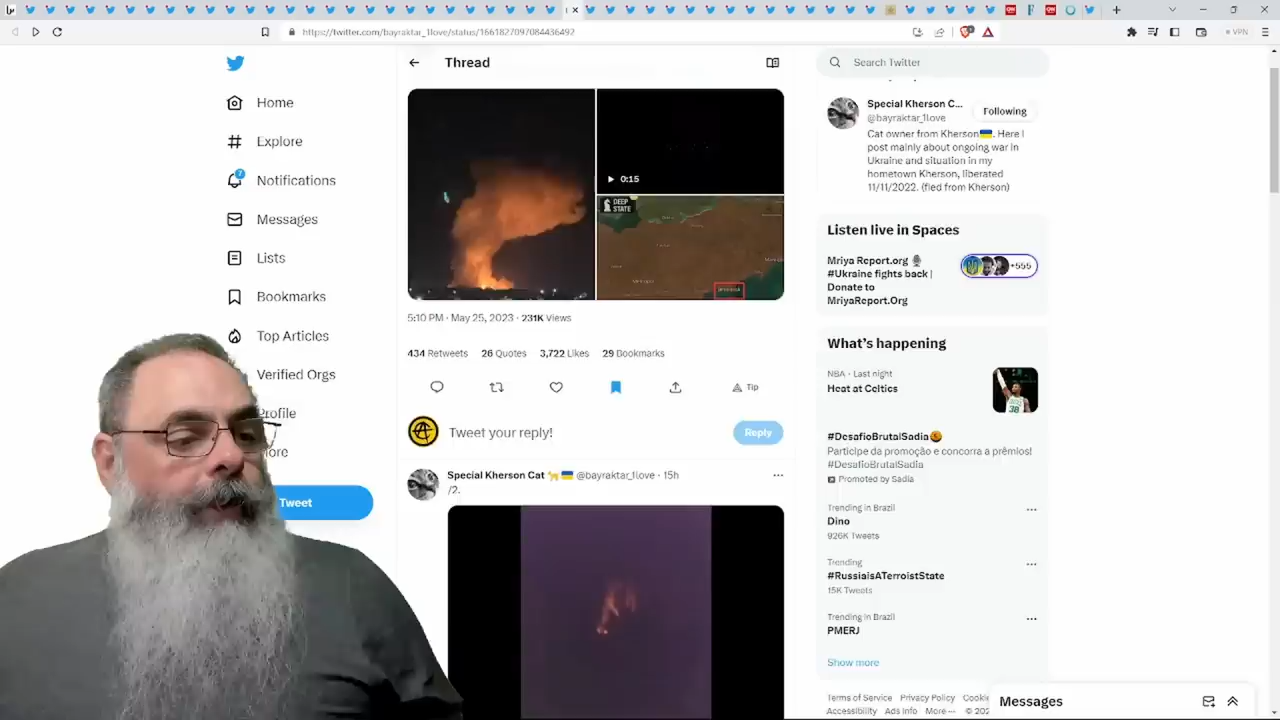 https://twitter.com/bayraktar_1love/status/1661827097084436492
VPN
Home
Explore
7
Notifications
Messages
Lists
Bookmarks
Top Articles
Verified Orgs
Profile
ore
Tweet
Thread
0:15
DEEP
STATE
5:10 PM · May 25, 2023 · 231K Views
434 Retweets 26 Quotes 3,722 Likes 29 Bookmarks
Tip
Tweet your reply!
Reply
Special Kherson Cat 🐈🇺🇦 @bayraktar_1love · 15h
/2.
Search Twitter
Special Kherson C...
@bayraktar_1love
Following
Cat owner from Kherson🇺🇦. Here I
post mainly about ongoing war in
Ukraine and situation in my
hometown Kherson, liberated
11/11/2022. (fled from Kherson)
Listen live in Spaces
Mriya Report.org 🎙
#Ukraine fights back |
Donate to
MriyaReport.Org
+555
What's happening
NBA · Last night
Heat at Celtics
#DesafioBrutalSadia
Participe da promoção e concorra a prêmios!
#DesafioBrutalSadia
Promoted by Sadia
Trending in Brazil
Dino
926K Tweets
Trending
#RussiaisATerroistState
15K Tweets
Trending in Brazil
PMERJ
Show more
Terms of Service Privacy Policy Cookie
Accessibility Ads info More ··· © 202
Messages